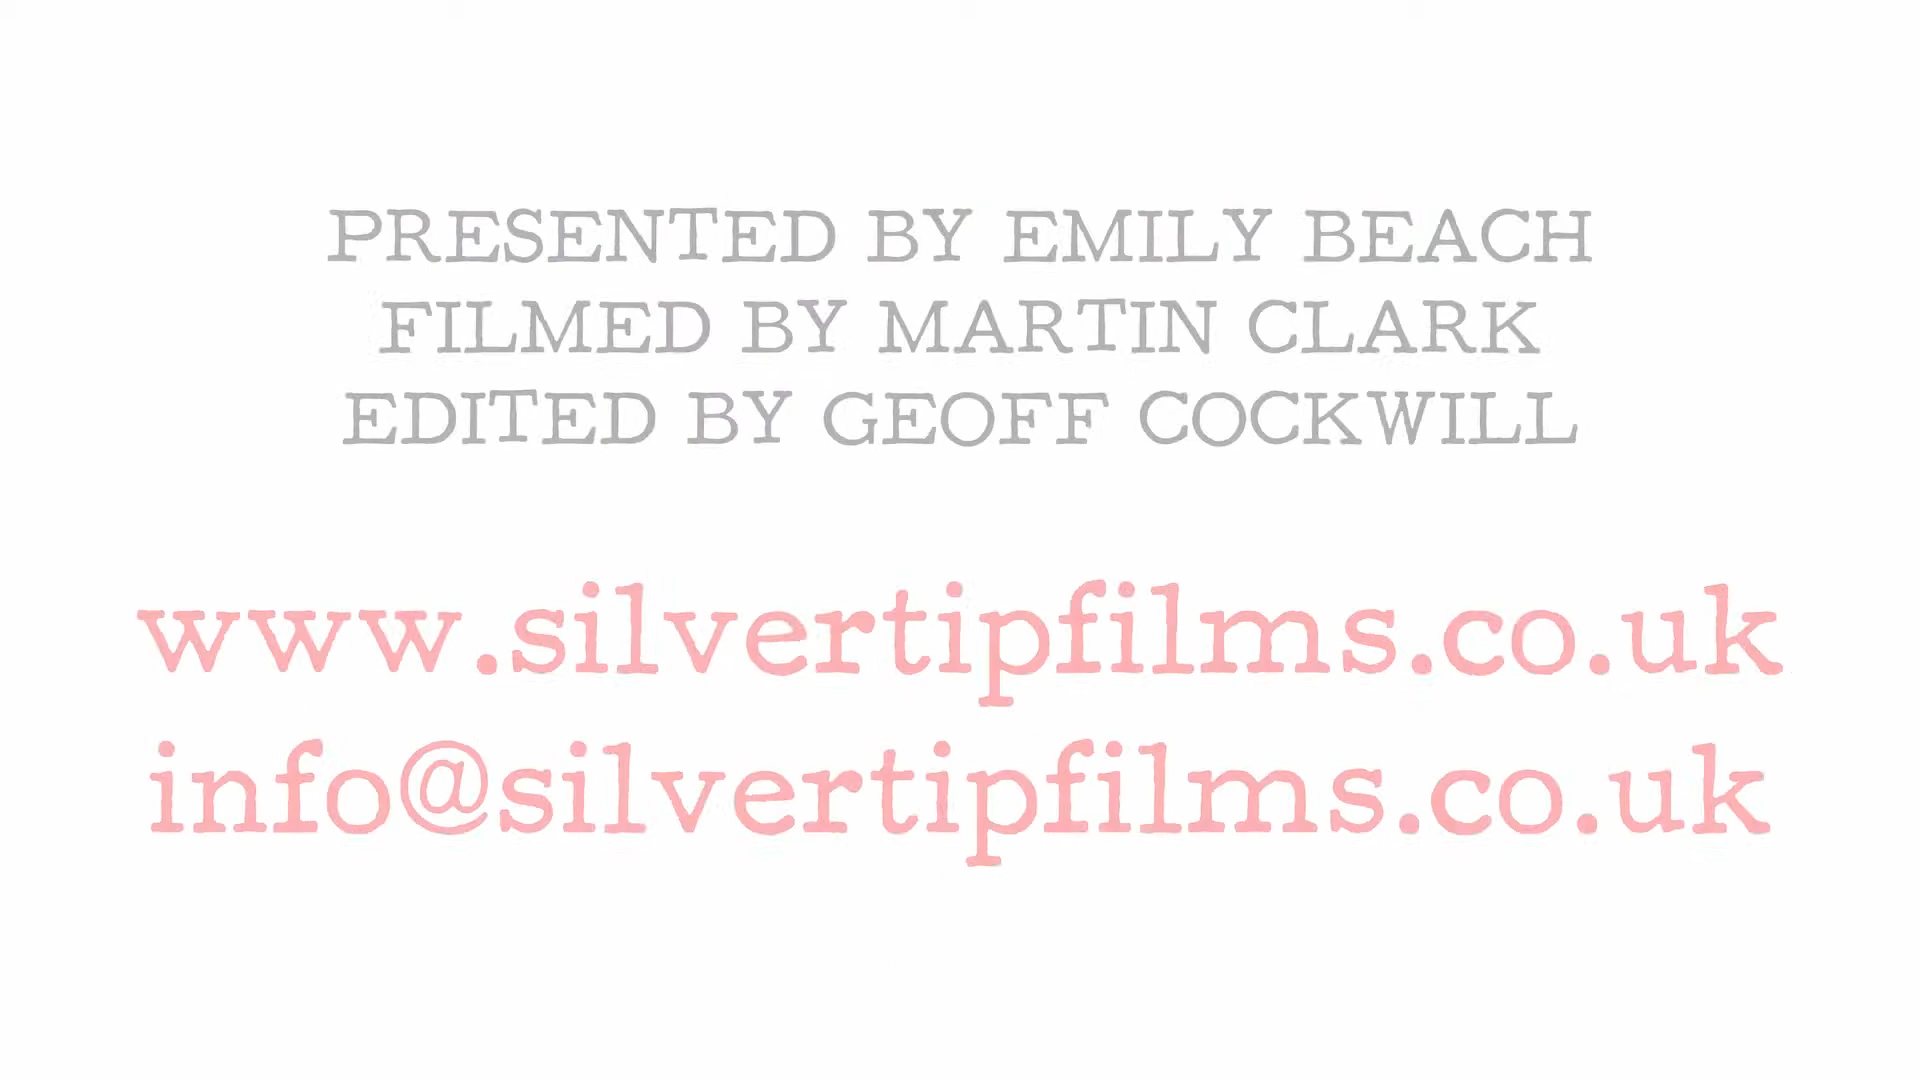 PRESENTED BY EMILY BEACH
FILMED BY MARTIN CLARK
EDITED BY GEOFF COCKWILL
www.silvertipfilms.co.uk
info@silvertipfilms.co.uk